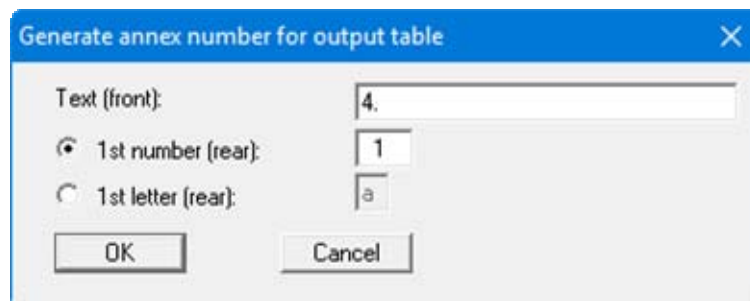 Generate annex number for output table
Text (front): 4.
1st number (rear): 1
1st letter (rear): a
OK Cancel